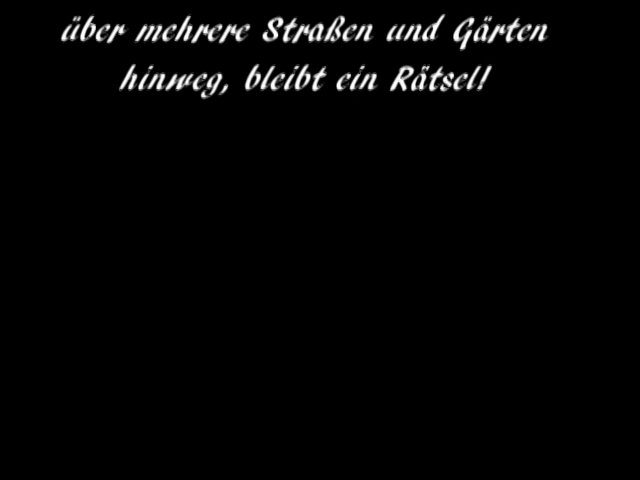 über mehrere Straßen und Gärten
hinweg, bleibt ein Rätsel!